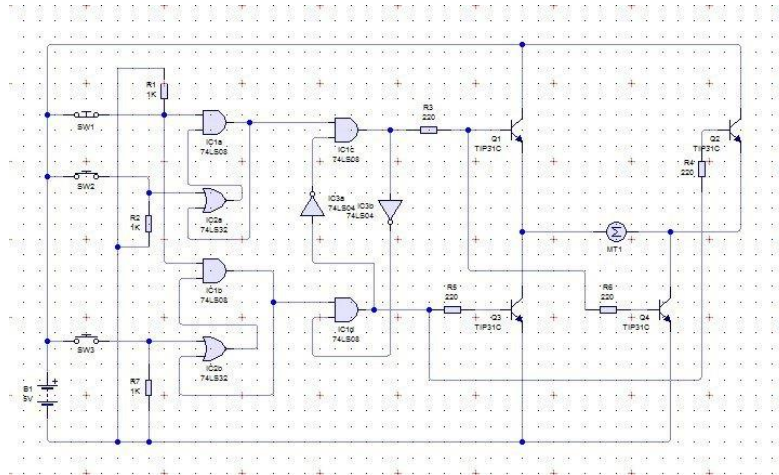 R1
1K
SW1
IC1a
74LS08
SW2
R2
1K
IC2a
74LS32
IC1b
74LS08
IC2b
74LS32
SW3
R7
1K
B1
5V
IC1c
74LS08
IC3a
74LS04
IC3b
74LS04
IC1d
74LS08
R3
220
Q1
TIP31C
Q2
TIP31C
R4
220
MT1
R5
220
Q3
TIP31C
R6
220
Q4
TIP31C